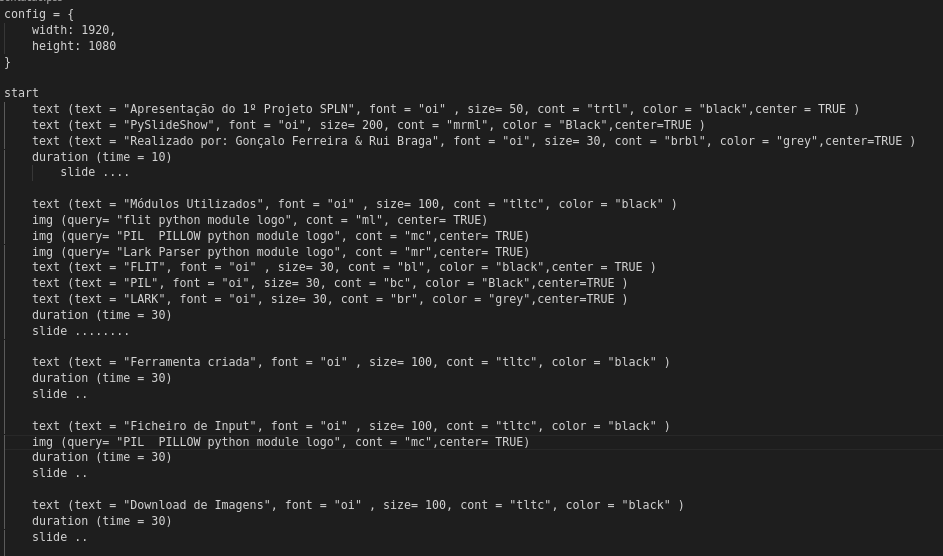 config = {
    width: 1920,
    height: 1080
}

start
    text (text = "Apresentação do 1º Projeto SPLN", font = "oi" , size= 50, cont = "trtl", color = "black",center = TRUE )
    text (text = "PySlideShow", font = "oi", size= 200, cont = "mrml", color = "Black",center=TRUE )
    text (text = "Realizado por: Gonçalo Ferreira & Rui Braga", font = "oi", size= 30, cont = "brbl", color = "grey",center=TRUE )
    duration (time = 10)
        slide ....

    text (text = "Módulos Utilizados", font = "oi" , size= 100, cont = "tltc", color = "black" )
    img (query= "flit python module logo", cont = "ml", center= TRUE)
    img (query= "PIL  PILLOW python module logo", cont = "mc",center= TRUE)
    img (query= "Lark Parser python module logo", cont = "mr",center= TRUE)
    text (text = "FLIT", font = "oi" , size= 30, cont = "bl", color = "black",center = TRUE )
    text (text = "PIL", font = "oi", size= 30, cont = "bc", color = "Black",center=TRUE )
    text (text = "LARK", font = "oi", size= 30, cont = "br", color = "grey",center=TRUE )
    duration (time = 30)
    slide ........

    text (text = "Ferramenta criada", font = "oi" , size= 100, cont = "tltc", color = "black" )
    duration (time = 30)
    slide ..

    text (text = "Ficheiro de Input", font = "oi" , size= 100, cont = "tltc", color = "black" )
    img (query= "PIL  PILLOW python module logo", cont = "mc",center= TRUE)
    duration (time = 30)
    slide ..

    text (text = "Download de Imagens", font = "oi" , size= 100, cont = "tltc", color = "black" )
    duration (time = 30)
    slide ..